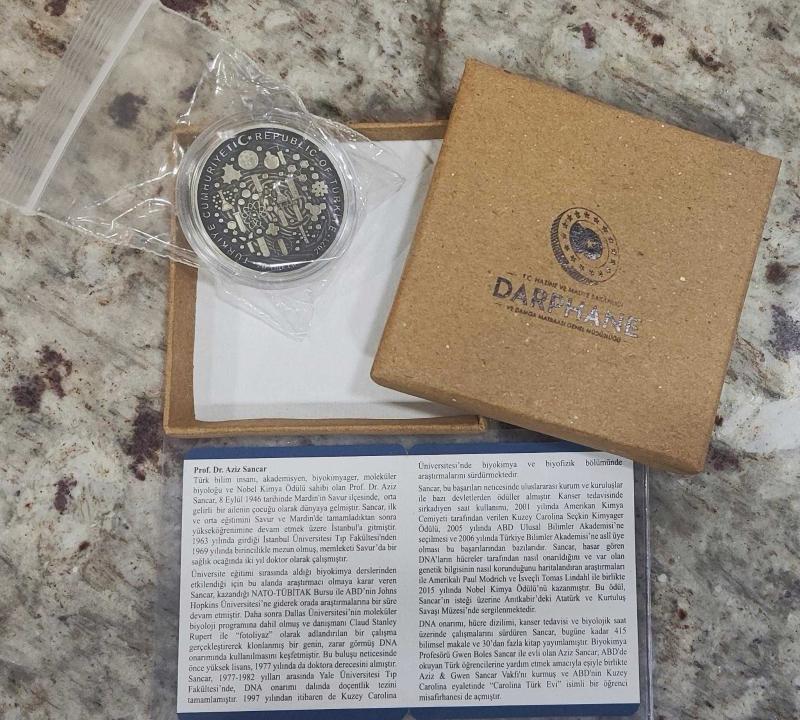 TÜRKİYE CUMHURİYETİ REPUBLIC OF TÜRKİYE
T.C. HAZİNE VE MALİYE BAKANLIĞI
DARPHANE
VE DAMGA MATBAASI GENEL MÜDÜRLÜĞÜ
Prof. Dr. Aziz Sancar
Türk bilim insanı, akademisyen, biyokimyager, moleküler
biyoloğu ve Nobel Kimya Ödülü sahibi olan Prof. Dr. Aziz
Sancar, 8 Eylül 1946 tarihinde Mardin'in Savur ilçesinde, orta
gelirli bir ailenin çocuğu olarak dünyaya gelmiştir. Sancar, ilk
ve orta eğitimini Savur ve Mardin'de tamamladıktan sonra
yükseköğrenimine devam etmek üzere İstanbul'a gitmiştir.
1963 yılında girdiği İstanbul Üniversitesi Tıp Fakültesi'nden
1969 yılında birincilikle mezun olmuş, memleketi Savur'da bir
sağlık ocağında iki yıl doktor olarak çalışmıştır.
Üniversite eğitimi sırasında aldığı biyokimya derslerinden
etkilendiği için bu alanda araştırmacı olmaya karar veren
Sancar, kazandığı NATO-TÜBİTAK Bursu ile ABD'nin Johns
Hopkins Üniversitesi'ne giderek orada araştırmalarına bir süre
devam etmiştir. Daha sonra Dallas Üniversitesi'nin moleküler
biyoloji programına dahil olmuş ve danışmanı Claud Stanley
Rupert ile “fotoliyaz” olarak adlandırılan bir çalışma
gerçekleştirerek klonlanmış bir genin, zarar görmüş DNA
onarımında kullanılmasını keşfetmiştir. Bu buluşu neticesinde
önce yüksek lisans, 1977 yılında da doktora derecesini almıştır.
Sancar, 1977-1982 yılları arasında Yale Üniversitesi Tıp
Fakültesi'nde, DNA onarımı dalında doçentlik tezini
tamamlamıştır. 1997 yılından itibaren de Kuzey Carolina
Üniversitesi'nde biyokimya ve biyofizik bölümünde
araştırmalarını sürdürmektedir.
Sancar, bu başarıları neticesinde uluslararası kurum ve kuruluşlar
ile bazı devletlerden ödüller almıştır. Kanser tedavisinde
sirkadiyen saat kullanımı, 2001 yılında Amerikan Kimya
Cemiyeti tarafından verilen Kuzey Carolina Seçkin Kimyager
Ödülü, 2005 yılında ABD Ulusal Bilimler Akademisi'ne
seçilmesi ve 2006 yılında Türkiye Bilimler Akademisi'ne asli üye
olması bu başarılarından bazılarıdır. Sancar, hasar gören
DNA'ların hücreler tarafından nasıl onarıldığını ve var olan
genetik bilgisinin nasıl korunduğunu haritalandıran araştırmaları
ile Amerikalı Paul Modrich ve İsveçli Tomas Lindahl ile birlikte
2015 yılında Nobel Kimya Ödülü'nü kazanmıştır. Bu ödül,
Sancar'ın isteği üzerine Anıtkabir'deki Atatürk ve Kurtuluş
Savaşı Müzesi'nde sergilenmektedir.
DNA onarımı, hücre dizilimi, kanser tedavisi ve biyolojik saat
üzerinde çalışmalarını sürdüren Sancar, bugüne kadar 415
bilimsel makale ve 30'dan fazla kitap yayımlamıştır. Biyokimya
Profesörü Gwen Boles Sancar ile evli olan Aziz Sancar, ABD'de
okuyan Türk öğrencilerine yardım etmek amacıyla eşiyle birlikte
Aziz & Gwen Sancar Vakfı'nı kurmuş ve ABD'nin Kuzey
Carolina eyaletinde “Carolina Türk Evi” isimli bir öğrenci
misafirhanesi de açmıştır.